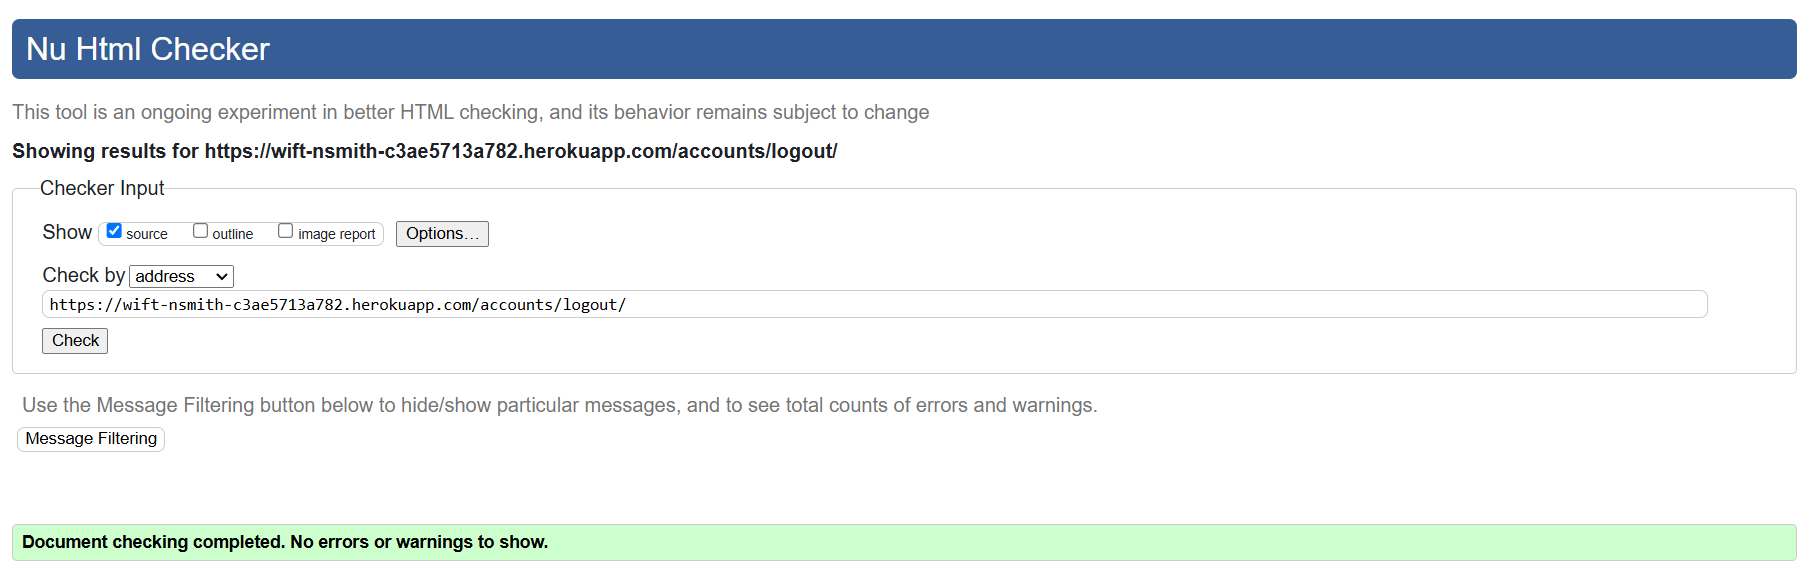 Nu Html Checker
This tool is an ongoing experiment in better HTML checking, and its behavior remains subject to change
Showing results for https://wift-nsmith-c3ae5713a782.herokuapp.com/accounts/logout/
Checker Input
Show source outline image report Options...
Check by address
https://wift-nsmith-c3ae5713a782.herokuapp.com/accounts/logout/
Check
Use the Message Filtering button below to hide/show particular messages, and to see total counts of errors and warnings.
Message Filtering
Document checking completed. No errors or warnings to show.